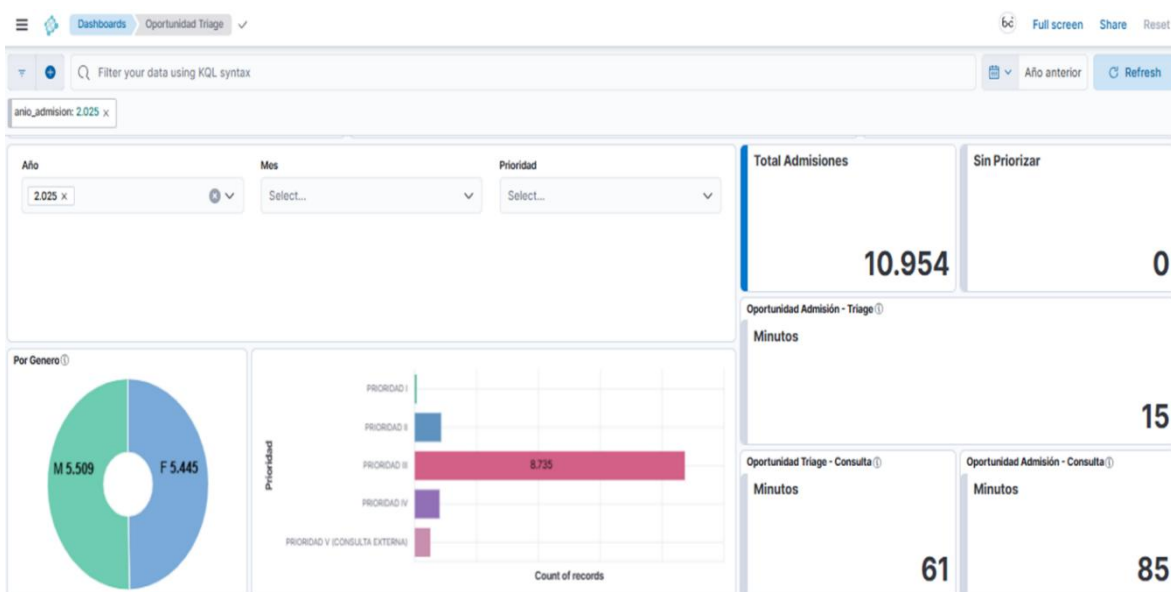 Dashboards Oportunidad Triage
Full screen Share Reset
Filter your data using KQL syntax
Año anterior
Refresh
anio_admision: 2.025 x
Año
2.025 x
Mes
Select...
Prioridad
Select...
Total Admisiones
10.954
Sin Priorizar
0
Oportunidad Admisión - Triage
Minutos
15
Por Genero
M 5.509
F 5.445
Prioridad
PRIORIDAD I
PRIORIDAD II
PRIORIDAD III
8.735
PRIORIDAD IV
PRIORIDAD V (CONSULTA EXTERNA)
Count of records
Oportunidad Triage - Consulta
Minutos
61
Oportunidad Admisión - Consulta
Minutos
85